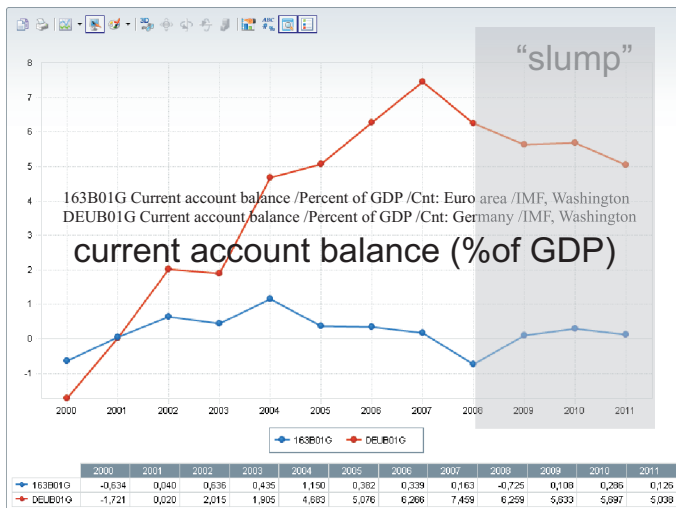 “slump”
8
7
6
5
4
3
2
1
0
-1
163B01G Current account balance /Percent of GDP /Cnt: Euro area /IMF, Washington
DEUB01G Current account balance /Percent of GDP /Cnt: Germany /IMF, Washington
current account balance (%of GDP)
2000 2001 2002 2003 2004 2005 2006 2007 2008 2009 2010 2011
163B01G DEUB01G
2000 2001 2002 2003 2004 2005 2006 2007 2008 2009 2010 2011
163B01G -0,634 0,040 0,636 0,435 1,150 0,382 0,339 0,163 -0,725 0,108 0,286 0,126
DEUB01G -1,721 0,020 2,015 1,905 4,683 5,076 6,266 7,459 6,259 5,633 5,697 5,038